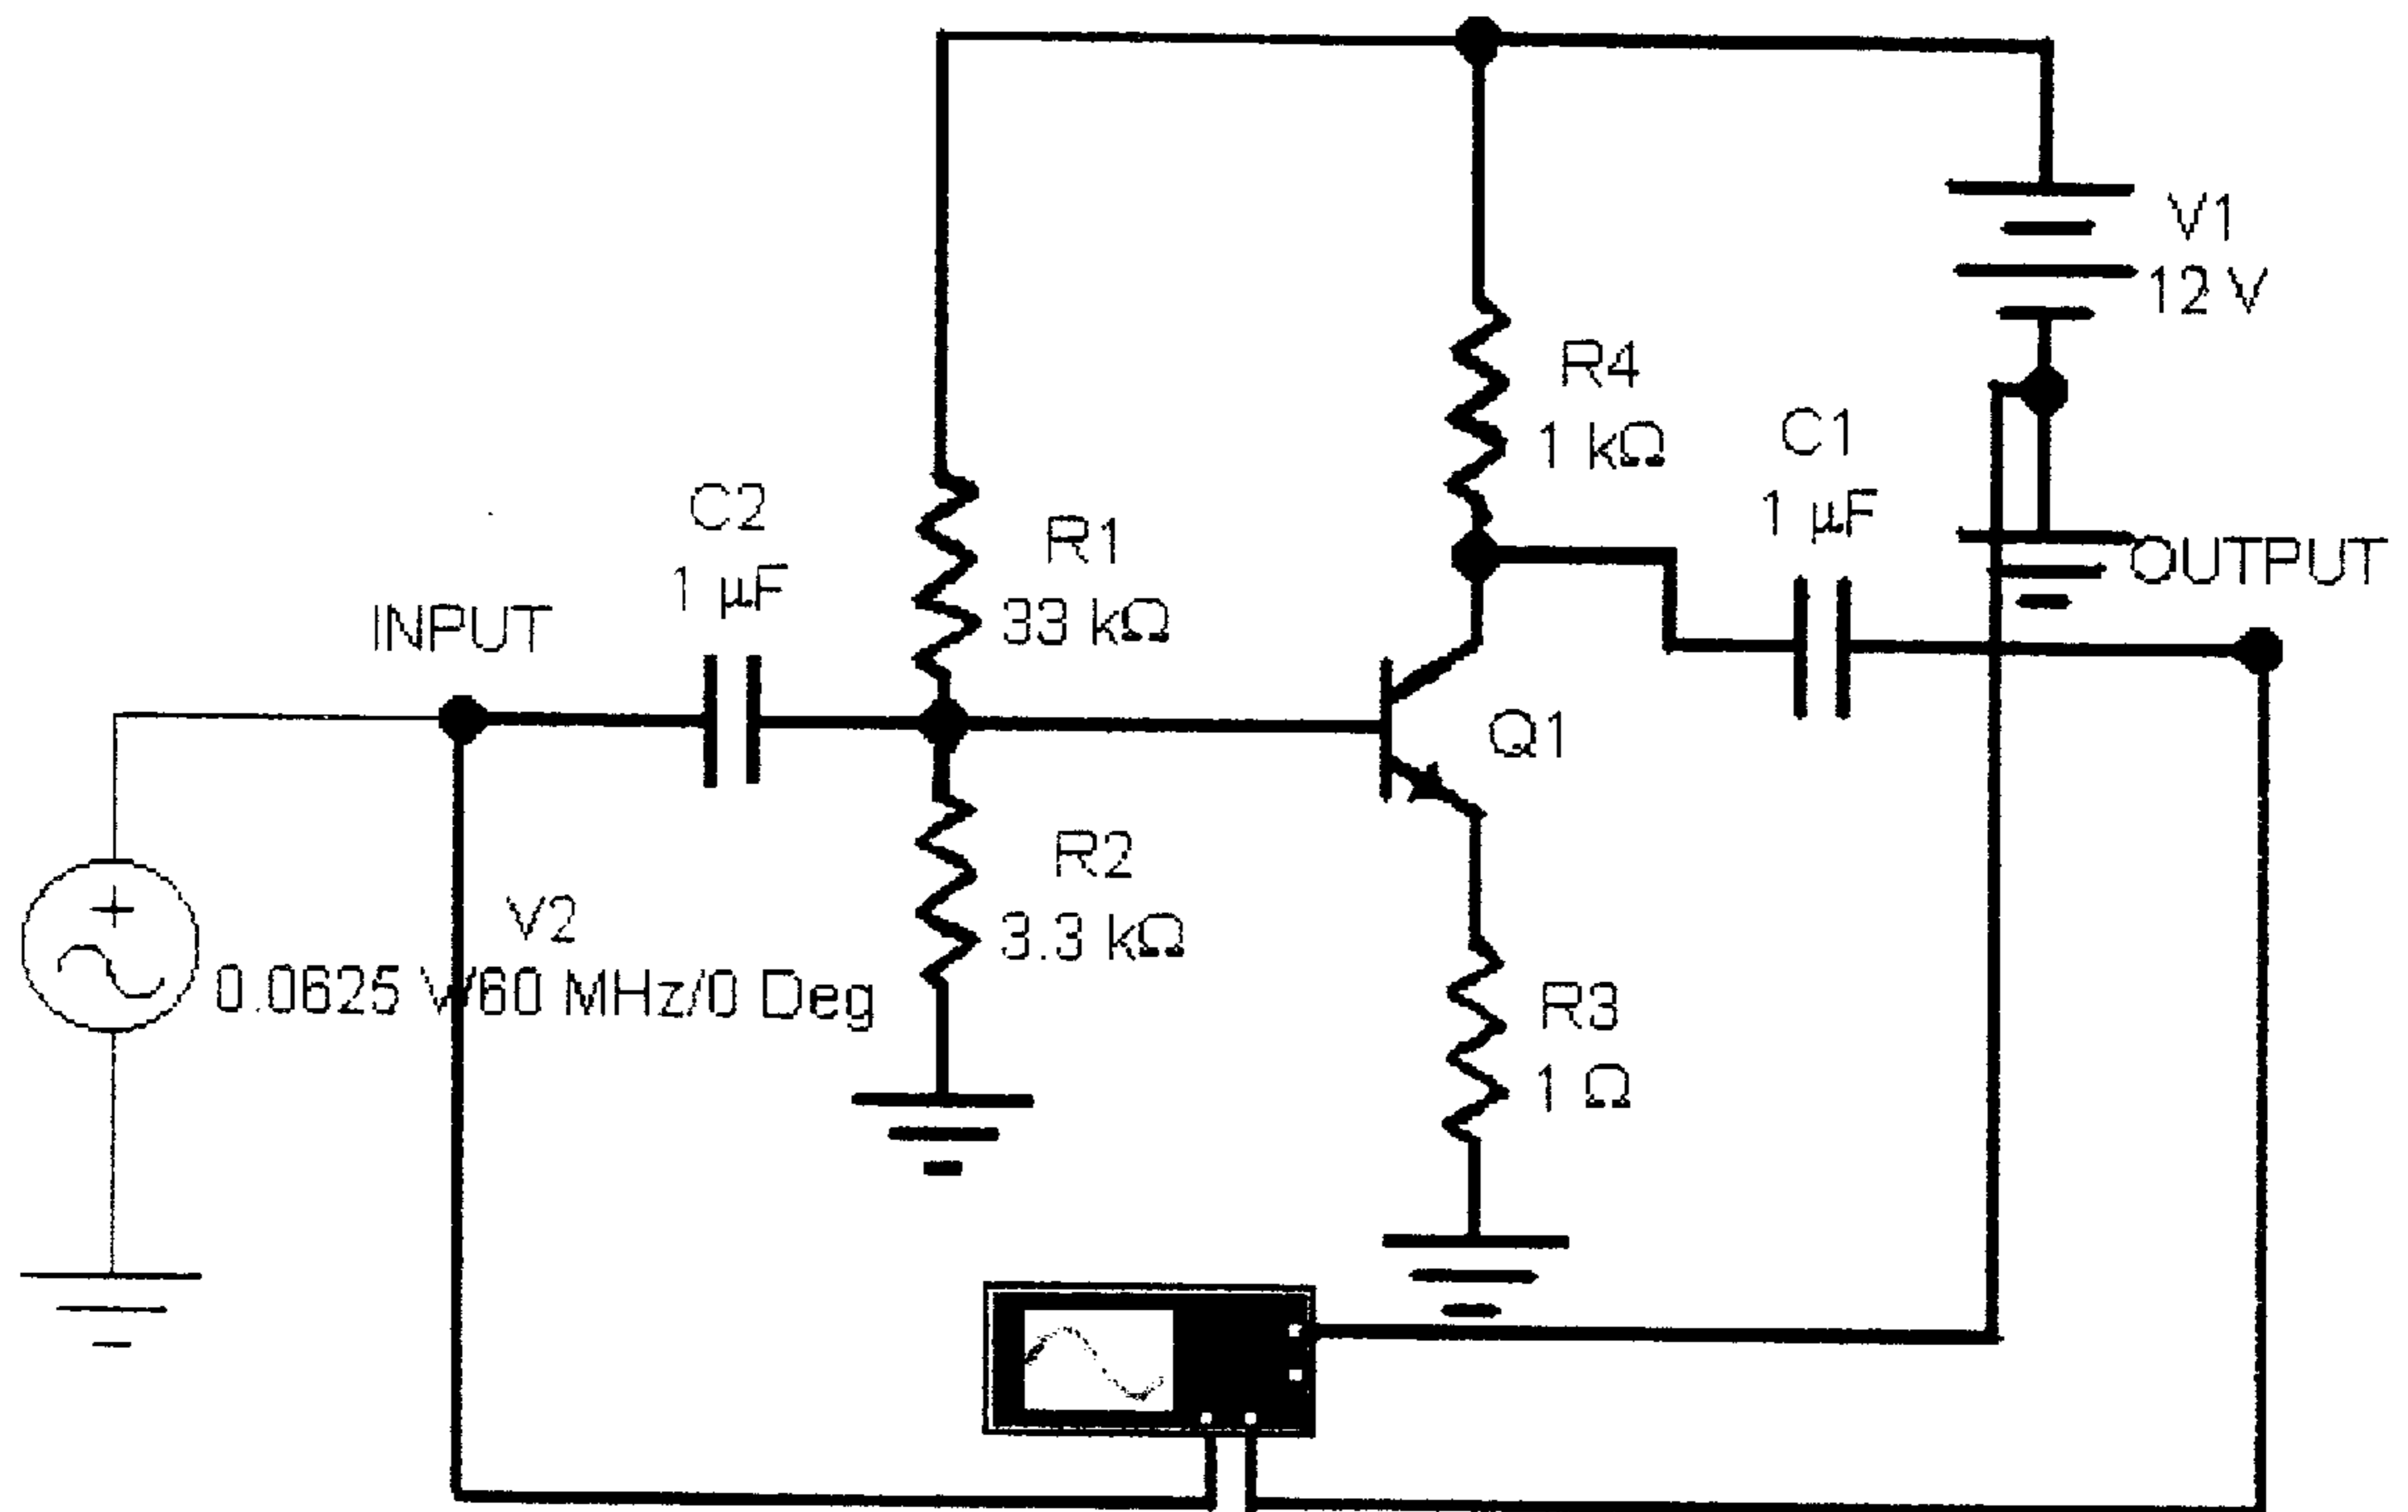 V1
12 V
R4
1 kΩ
C1
1 µF
OUTPUT
C2
1 µF
R1
33 kΩ
INPUT
Q1
R2
3.3 kΩ
V2
0.0625 V/60 MHz/0 Deg
R3
1 Ω